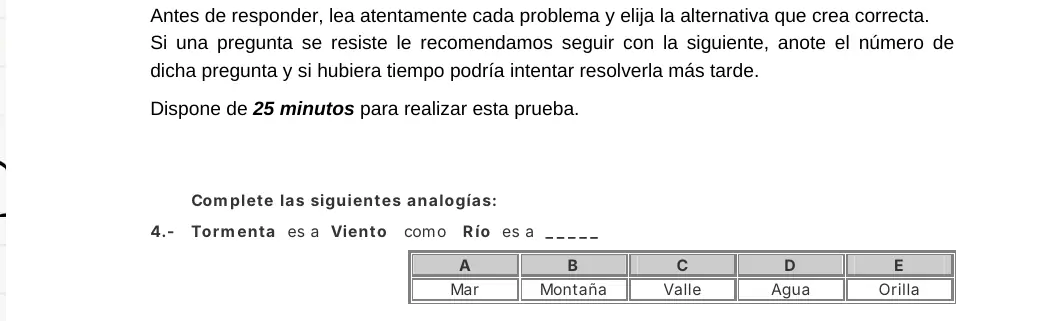 Antes de responder, lea atentamente cada problema y elija la alternativa que crea correcta.
Si una pregunta se resiste le recomendamos seguir con la siguiente, anote el número de
dicha pregunta y si hubiera tiempo podría intentar resolverla más tarde.
Dispone de 25 minutos para realizar esta prueba.
Complete las siguientes analogías:
4.- Tormenta es a Viento como Río es a _____
A B C D E
Mar Montaña Valle Agua Orilla